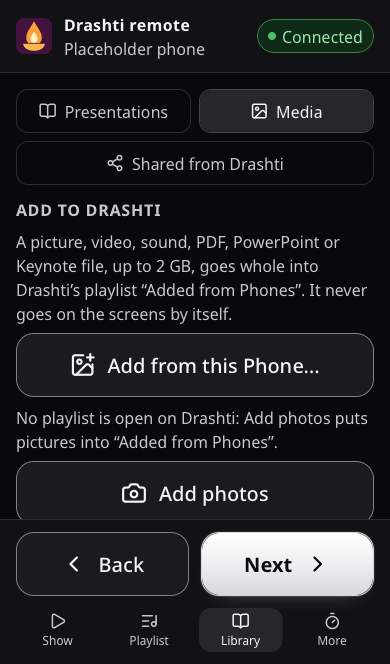 Drashti remote
Placeholder phone
Connected
Presentations
Media
Shared from Drashti
ADD TO DRASHTI
A picture, video, sound, PDF, PowerPoint or
Keynote file, up to 2 GB, goes whole into
Drashti’s playlist “Added from Phones”. It never
goes on the screens by itself.
Add from this Phone…
No playlist is open on Drashti: Add photos puts
pictures into “Added from Phones”.
Add photos
Back
Next
Show
Playlist
Library
More